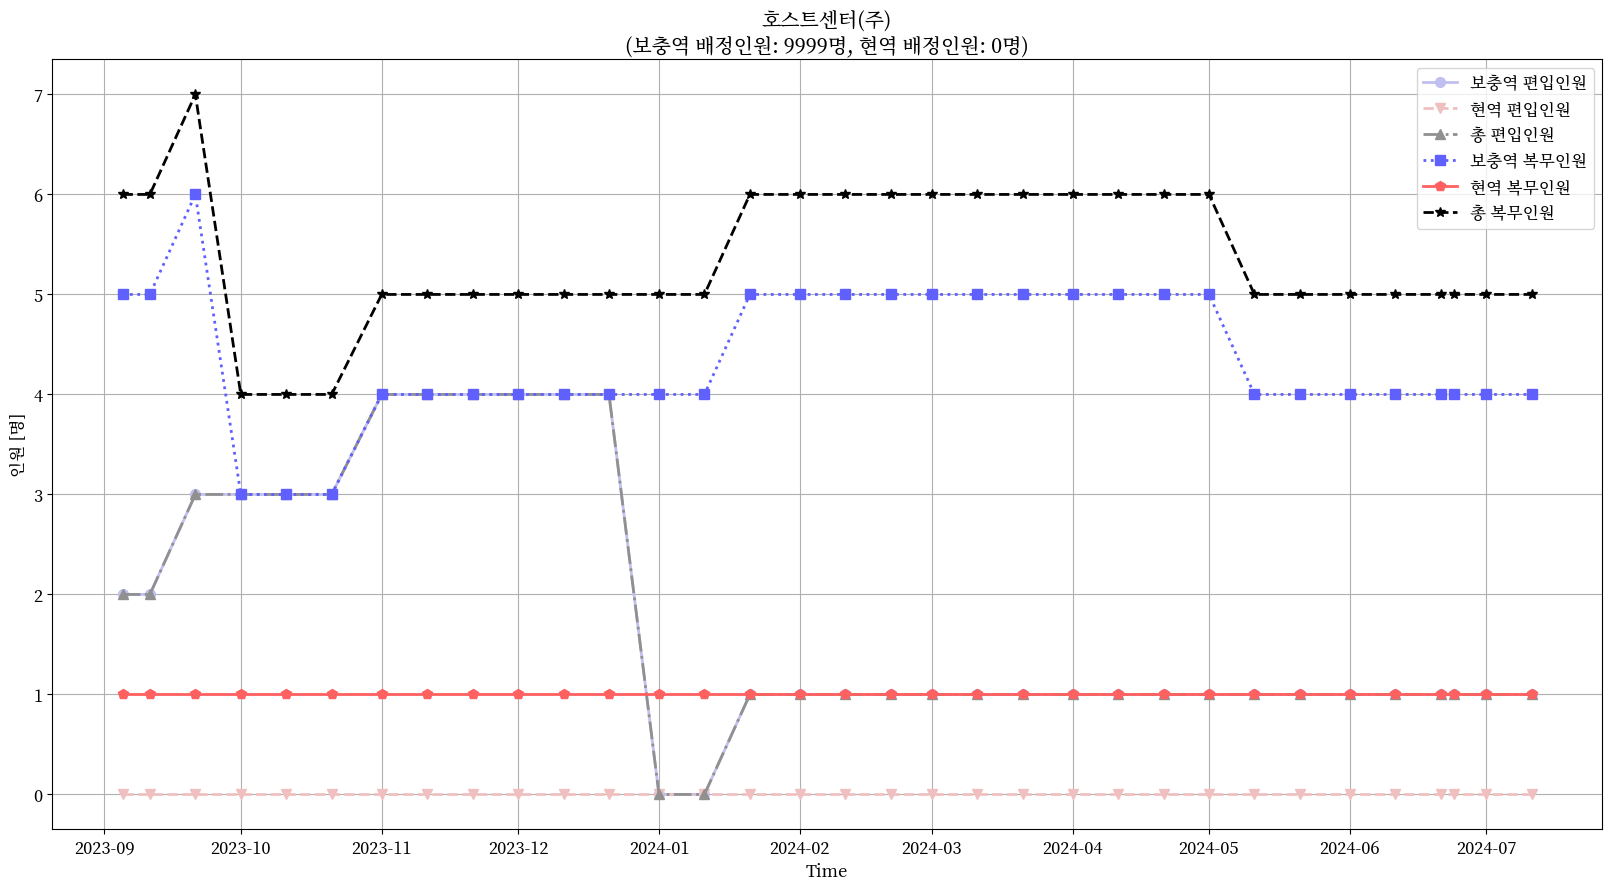 호스트센터(주)
(보충역 배정인원: 9999명, 현역 배정인원: 0명)
보충역 편입인원
현역 편입인원
총 편입인원
보충역 복무인원
현역 복무인원
총 복무인원
인원 [명]
7
6
5
4
3
2
1
0
2023-09
2023-10
2023-11
2023-12
2024-01
2024-02
2024-03
2024-04
2024-05
2024-06
2024-07
Time